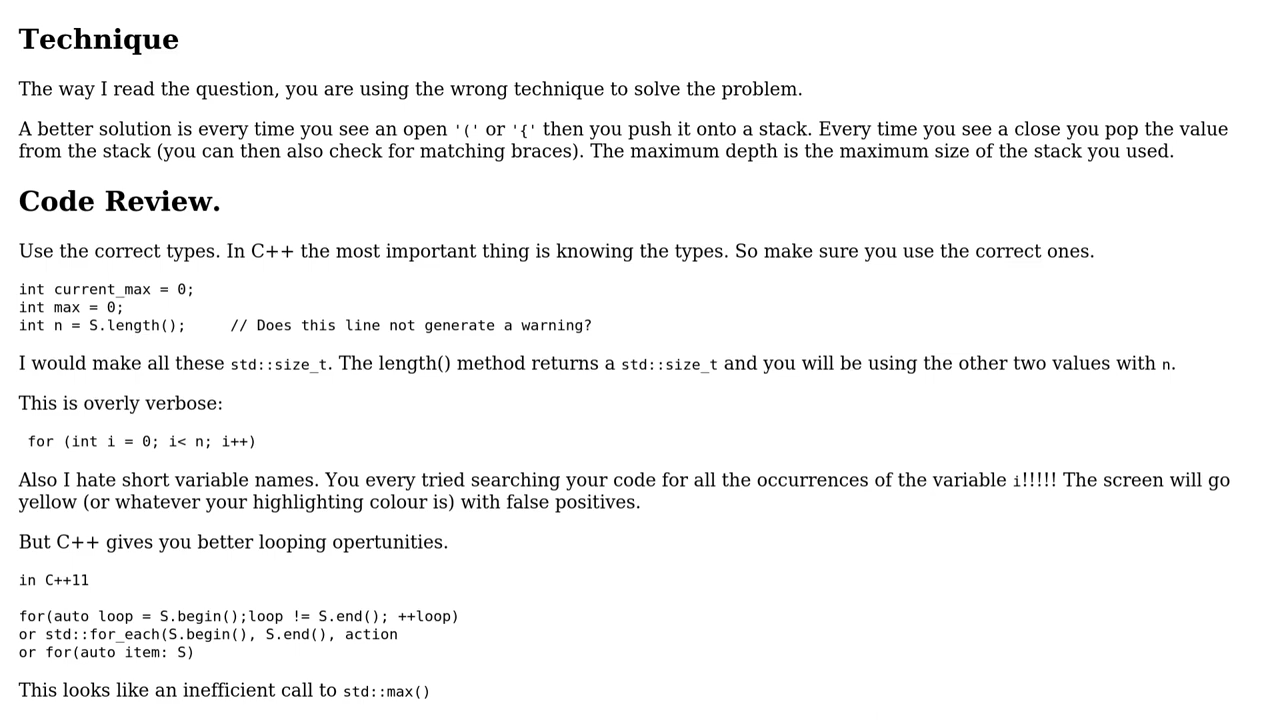 Technique
The way I read the question, you are using the wrong technique to solve the problem.
A better solution is every time you see an open '(' or '{' then you push it onto a stack. Every time you see a close you pop the value
from the stack (you can then also check for matching braces). The maximum depth is the maximum size of the stack you used.
Code Review.
Use the correct types. In C++ the most important thing is knowing the types. So make sure you use the correct ones.
int current_max = 0;
int max = 0;
int n = S.length();     // Does this line not generate a warning?
I would make all these std::size_t. The length() method returns a std::size_t and you will be using the other two values with n.
This is overly verbose:
 for (int i = 0; i< n; i++)
Also I hate short variable names. You every tried searching your code for all the occurrences of the variable i!!!!! The screen will go
yellow (or whatever your highlighting colour is) with false positives.
But C++ gives you better looping opertunities.
in C++11
for(auto loop = S.begin();loop != S.end(); ++loop)
or std::for_each(S.begin(), S.end(), action
or for(auto item: S)
This looks like an inefficient call to std::max()